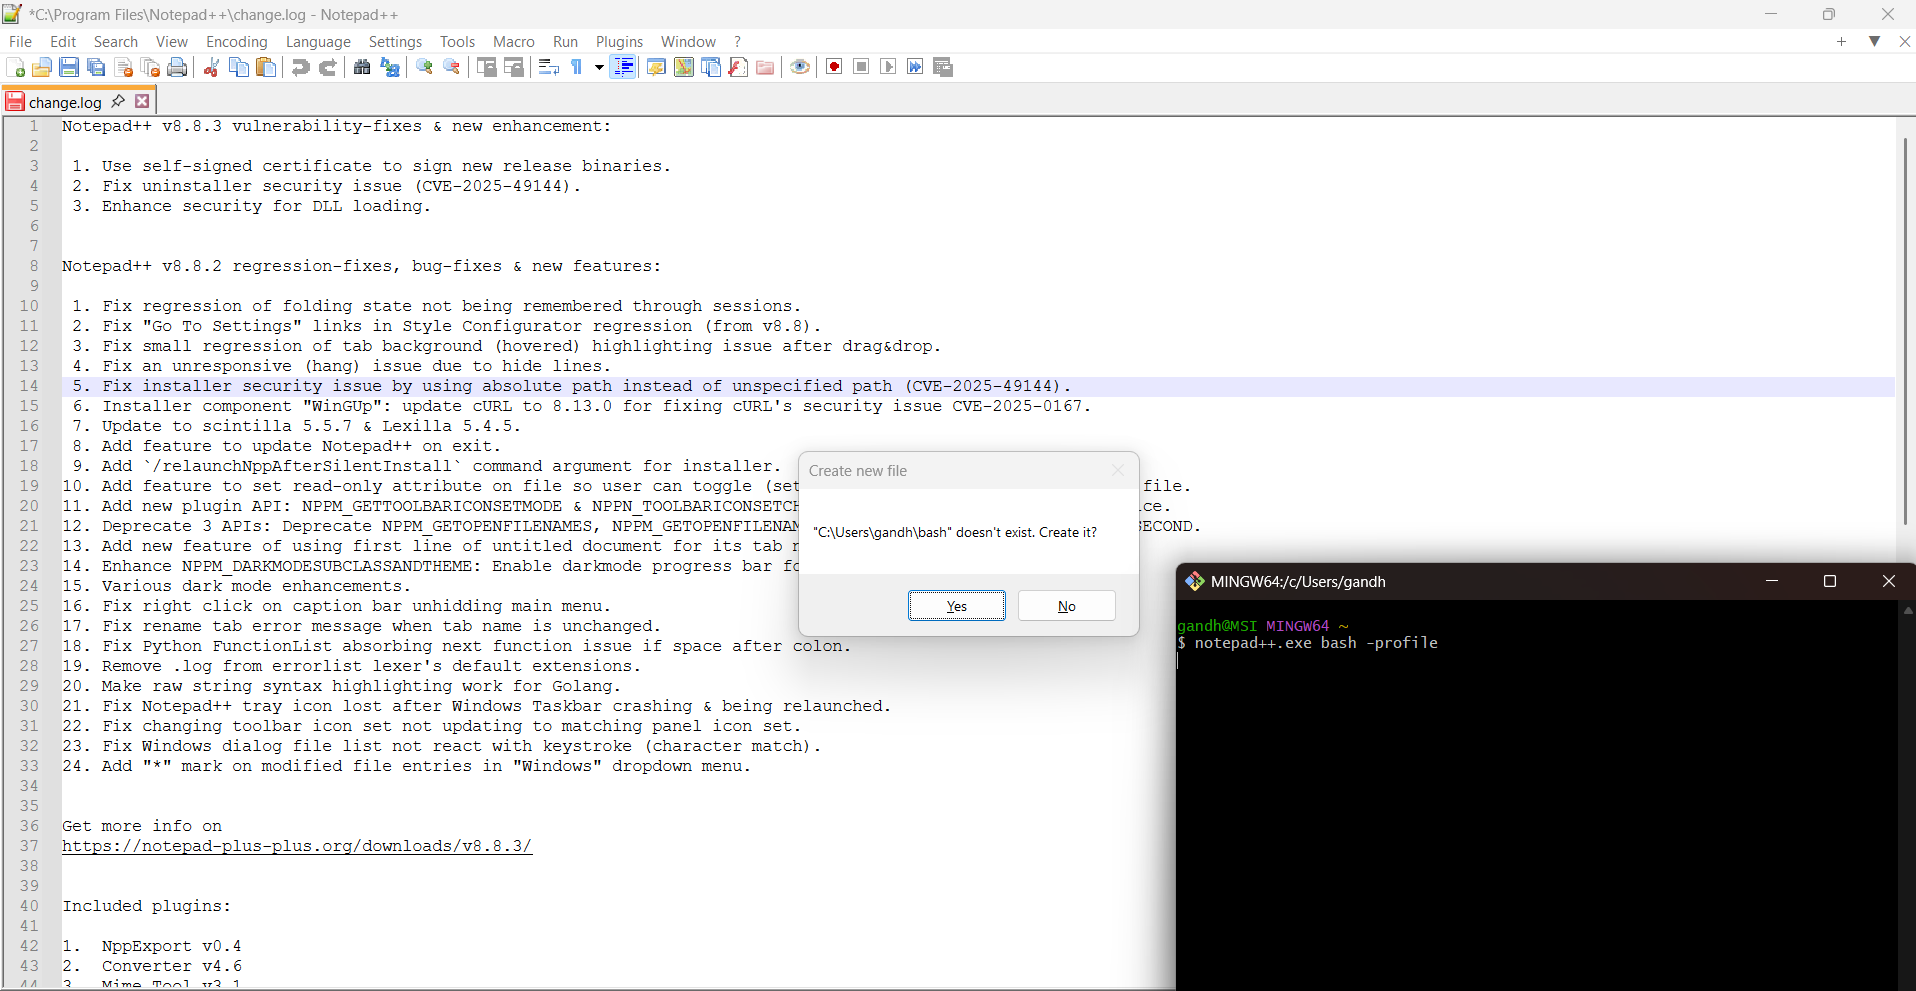 *C:\Program Files\Notepad++\change.log - Notepad++
File Edit Search View Encoding Language Settings Tools Macro Run Plugins Window ?
change.log
1 Notepad++ v8.8.3 vulnerability-fixes & new enhancement:
2
3 1. Use self-signed certificate to sign new release binaries.
4 2. Fix uninstaller security issue (CVE-2025-49144).
5 3. Enhance security for DLL loading.
6
7
8 Notepad++ v8.8.2 regression-fixes, bug-fixes & new features:
9
10 1. Fix regression of folding state not being remembered through sessions.
11 2. Fix "Go To Settings" links in Style Configurator regression (from v8.8).
12 3. Fix small regression of tab background (hovered) highlighting issue after drag&drop.
13 4. Fix an unresponsive (hang) issue due to hide lines.
14 5. Fix installer security issue by using absolute path instead of unspecified path (CVE-2025-49144).
15 6. Installer component "WinGUp": update cURL to 8.13.0 for fixing cURL's security issue CVE-2025-0167.
16 7. Update to scintilla 5.5.7 & Lexilla 5.4.5.
17 8. Add feature to update Notepad++ on exit.
18 9. Add `/relaunchNppAfterSilentInstall` command argument for installer.
19 10. Add feature to set read-only attribute on file so user can toggle (set file.
20 11. Add new plugin API: NPPM_GETTOOLBARICONSETMODE & NPPN_TOOLBARICONSETCH ce.
21 12. Deprecate 3 APIs: Deprecate NPPM_GETOPENFILENAMES, NPPM_GETOPENFILENAM ECOND.
22 13. Add new feature of using first line of untitled document for its tab n
23 14. Enhance NPPM_DARKMODESUBCLASSANDTHEME: Enable darkmode progress bar fo
24 15. Various dark mode enhancements.
25 16. Fix right click on caption bar unhidding main menu.
26 17. Fix rename tab error message when tab name is unchanged.
27 18. Fix Python FunctionList absorbing next function issue if space after colon.
28 19. Remove .log from errorlist lexer's default extensions.
29 20. Make raw string syntax highlighting work for Golang.
30 21. Fix Notepad++ tray icon lost after Windows Taskbar crashing & being relaunched.
31 22. Fix changing toolbar icon set not updating to matching panel icon set.
32 23. Fix Windows dialog file list not react with keystroke (character match).
33 24. Add "*" mark on modified file entries in "Windows" dropdown menu.
34
35
36 Get more info on
37 https://notepad-plus-plus.org/downloads/v8.8.3/
38
39
40 Included plugins:
41
42 1. NppExport v0.4
43 2. Converter v4.6
44 3. Mime Tool v3.1
Create new file
"C:\Users\gandh\bash" doesn't exist. Create it?
Yes No
MINGW64:/c/Users/gandh
gandh@MSI MINGW64 ~
$ notepad++.exe bash -profile